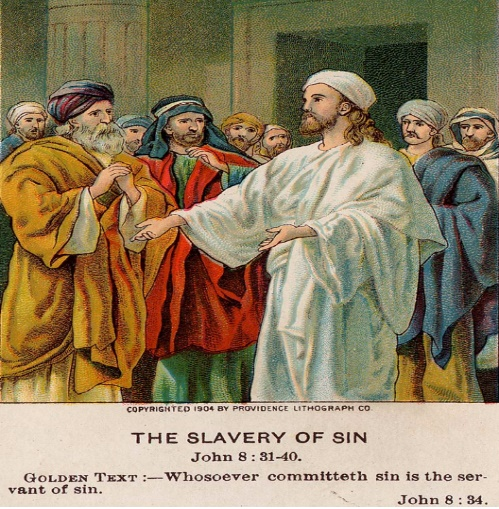 COPYRIGHTED 1904 BY PROVIDENCE LITHOGRAPH CO.
THE SLAVERY OF SIN
John 8 : 31-40.
GOLDEN TEXT :—Whosoever committeth sin is the ser-
vant of sin.
John 8 : 34.